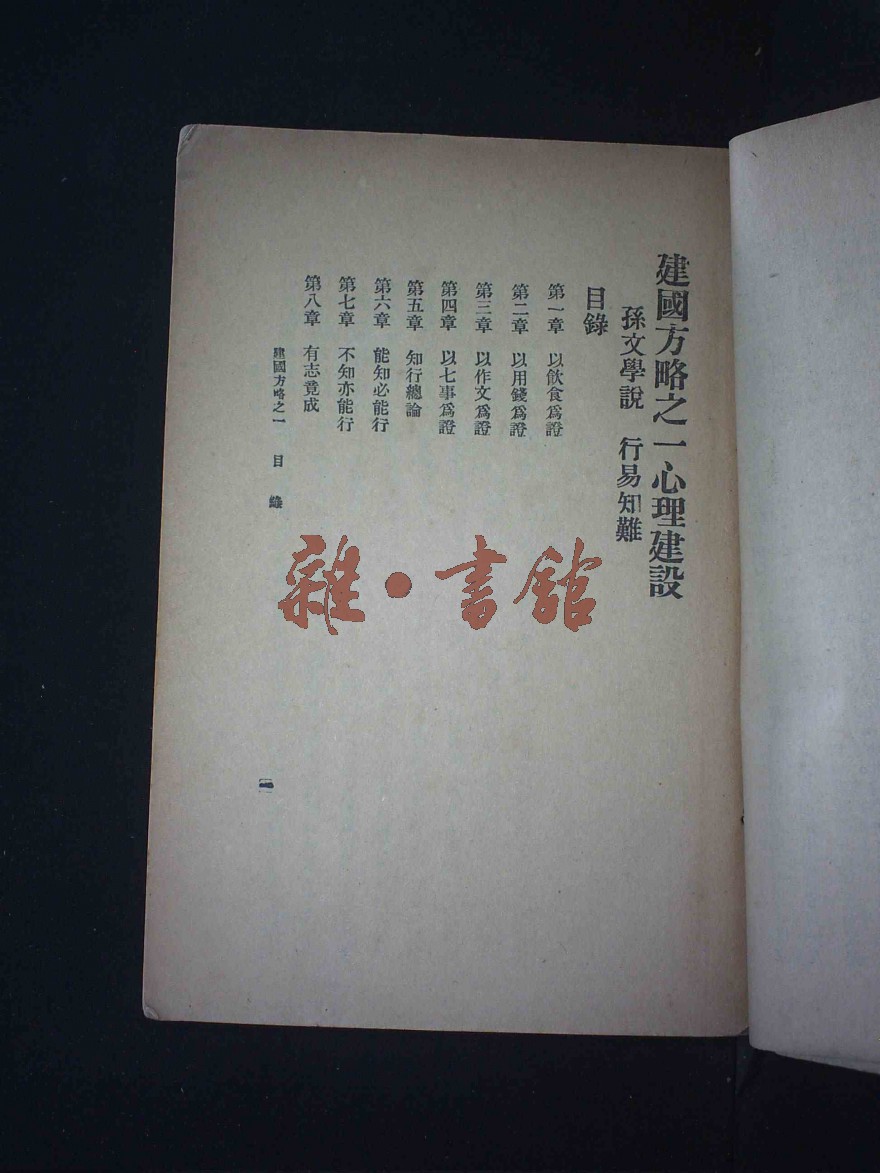 建國方略之一心理建設
孫文學說　行易知難
目錄
第一章　以飲食爲證
第二章　以用錢爲證
第三章　以作文爲證
第四章　以七事爲證
第五章　知行總論
第六章　能知必能行
第七章　不知亦能行
第八章　有志竟成
建國方略之一　目　錄
雜·書館